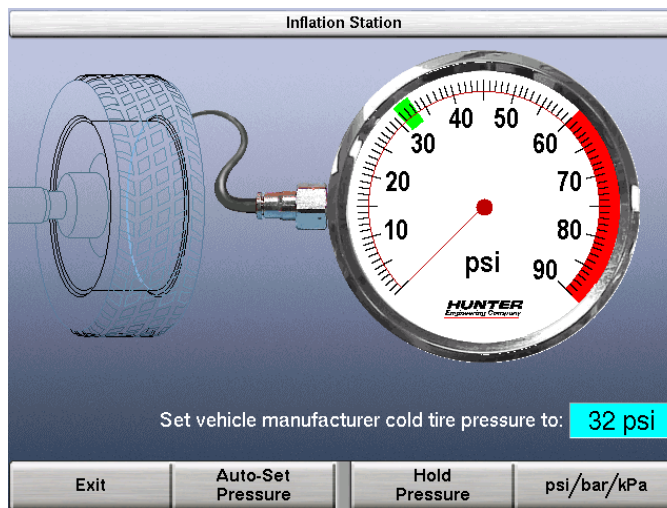 Inflation Station
10
20
30
40
50
60
70
80
90
psi
HUNTER
Engineering Company
Set vehicle manufacturer cold tire pressure to: 32 psi
Exit
Auto-Set
Pressure
Hold
Pressure
psi/bar/kPa